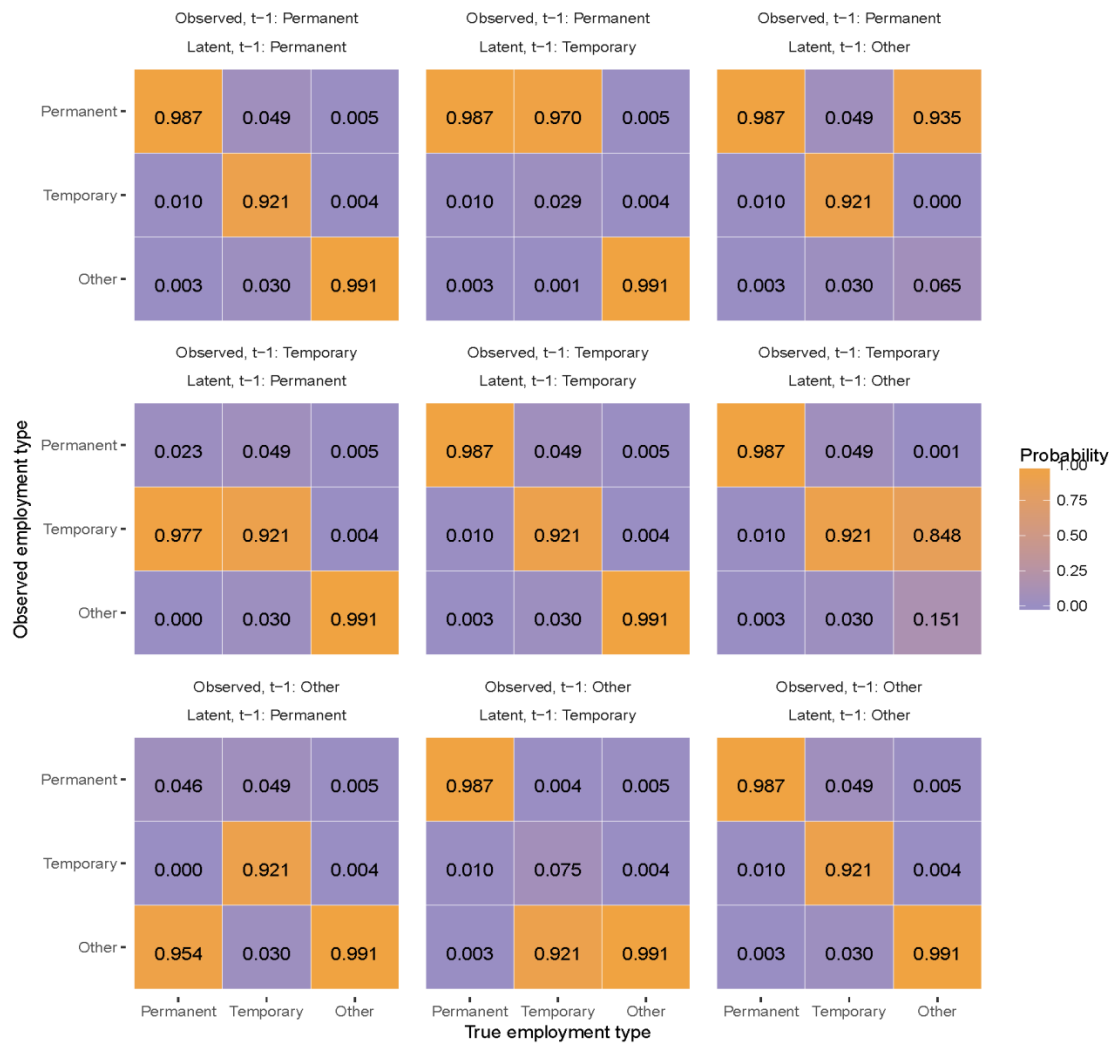 Observed, t−1: Permanent Observed, t−1: Permanent Observed, t−1: Permanent
Latent, t−1: Permanent Latent, t−1: Temporary Latent, t−1: Other
Permanent 0.987 0.049 0.005 0.987 0.970 0.005 0.987 0.049 0.935
Temporary 0.010 0.921 0.004 0.010 0.029 0.004 0.010 0.921 0.000
Other 0.003 0.030 0.991 0.003 0.001 0.991 0.003 0.030 0.065
Observed, t−1: Temporary Observed, t−1: Temporary Observed, t−1: Temporary
Latent, t−1: Permanent Latent, t−1: Temporary Latent, t−1: Other
Permanent 0.023 0.049 0.005 0.987 0.049 0.005 0.987 0.049 0.001
Temporary 0.977 0.921 0.004 0.010 0.921 0.004 0.010 0.921 0.848
Other 0.000 0.030 0.991 0.003 0.030 0.991 0.003 0.030 0.151
Observed, t−1: Other Observed, t−1: Other Observed, t−1: Other
Latent, t−1: Permanent Latent, t−1: Temporary Latent, t−1: Other
Permanent 0.046 0.049 0.005 0.987 0.004 0.005 0.987 0.049 0.005
Temporary 0.000 0.921 0.004 0.010 0.075 0.004 0.010 0.921 0.004
Other 0.954 0.030 0.991 0.003 0.921 0.991 0.003 0.030 0.991
Permanent Temporary Other Permanent Temporary Other Permanent Temporary Other
True employment type
Observed employment type
Probability
1.00
0.75
0.50
0.25
0.00